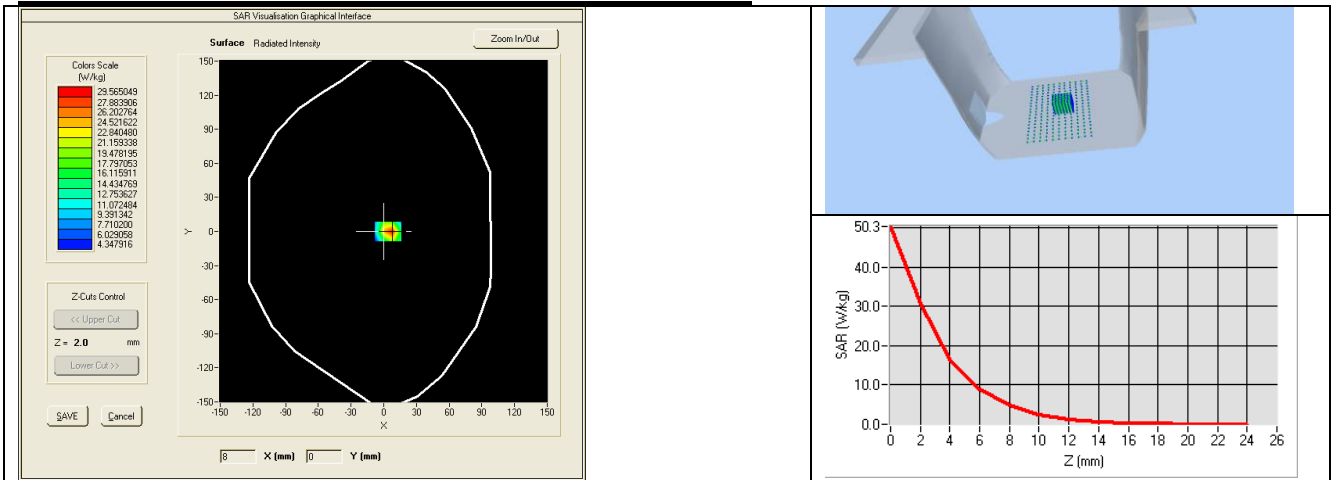 SAR Visualisation Graphical Interface
Surface Radiated Intensity
Zoom In/Out
Colors Scale
(W/kg)
29.565049
27.883906
26.202764
24.521622
22.840480
21.159338
19.478195
17.797053
16.115911
14.434769
12.753627
11.072484
9.391342
7.710200
6.029058
4.347916
Z-Cuts Control
<< Upper Cut
Z = 2.0 mm
Lower Cut >>
SAVE Cancel
150-
120-
90-
60-
30-
Y 0-
-30-
-60-
-90-
-120-
-150-
-150 -120 -90 -60 -30 0 30 60 90 120 150
X
8 X (mm) 0 Y (mm)
50.3-
40.0-
30.0-
20.0-
10.0-
0.0-
SAR (W/kg)
0 2 4 6 8 10 12 14 16 18 20 22 24 26
Z (mm)